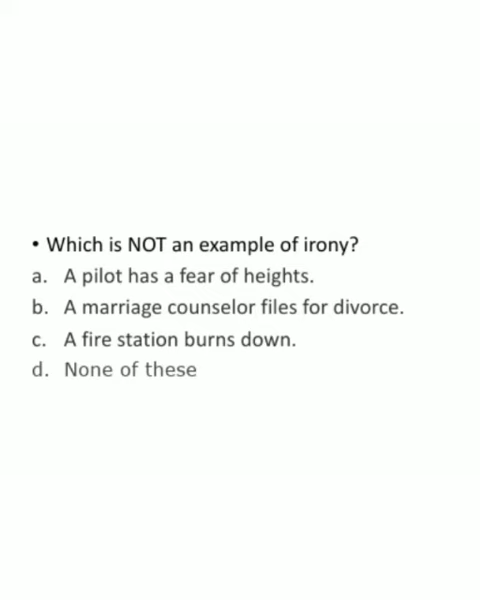 • Which is NOT an example of irony?
a. A pilot has a fear of heights.
b. A marriage counselor files for divorce.
c. A fire station burns down.
d. None of these